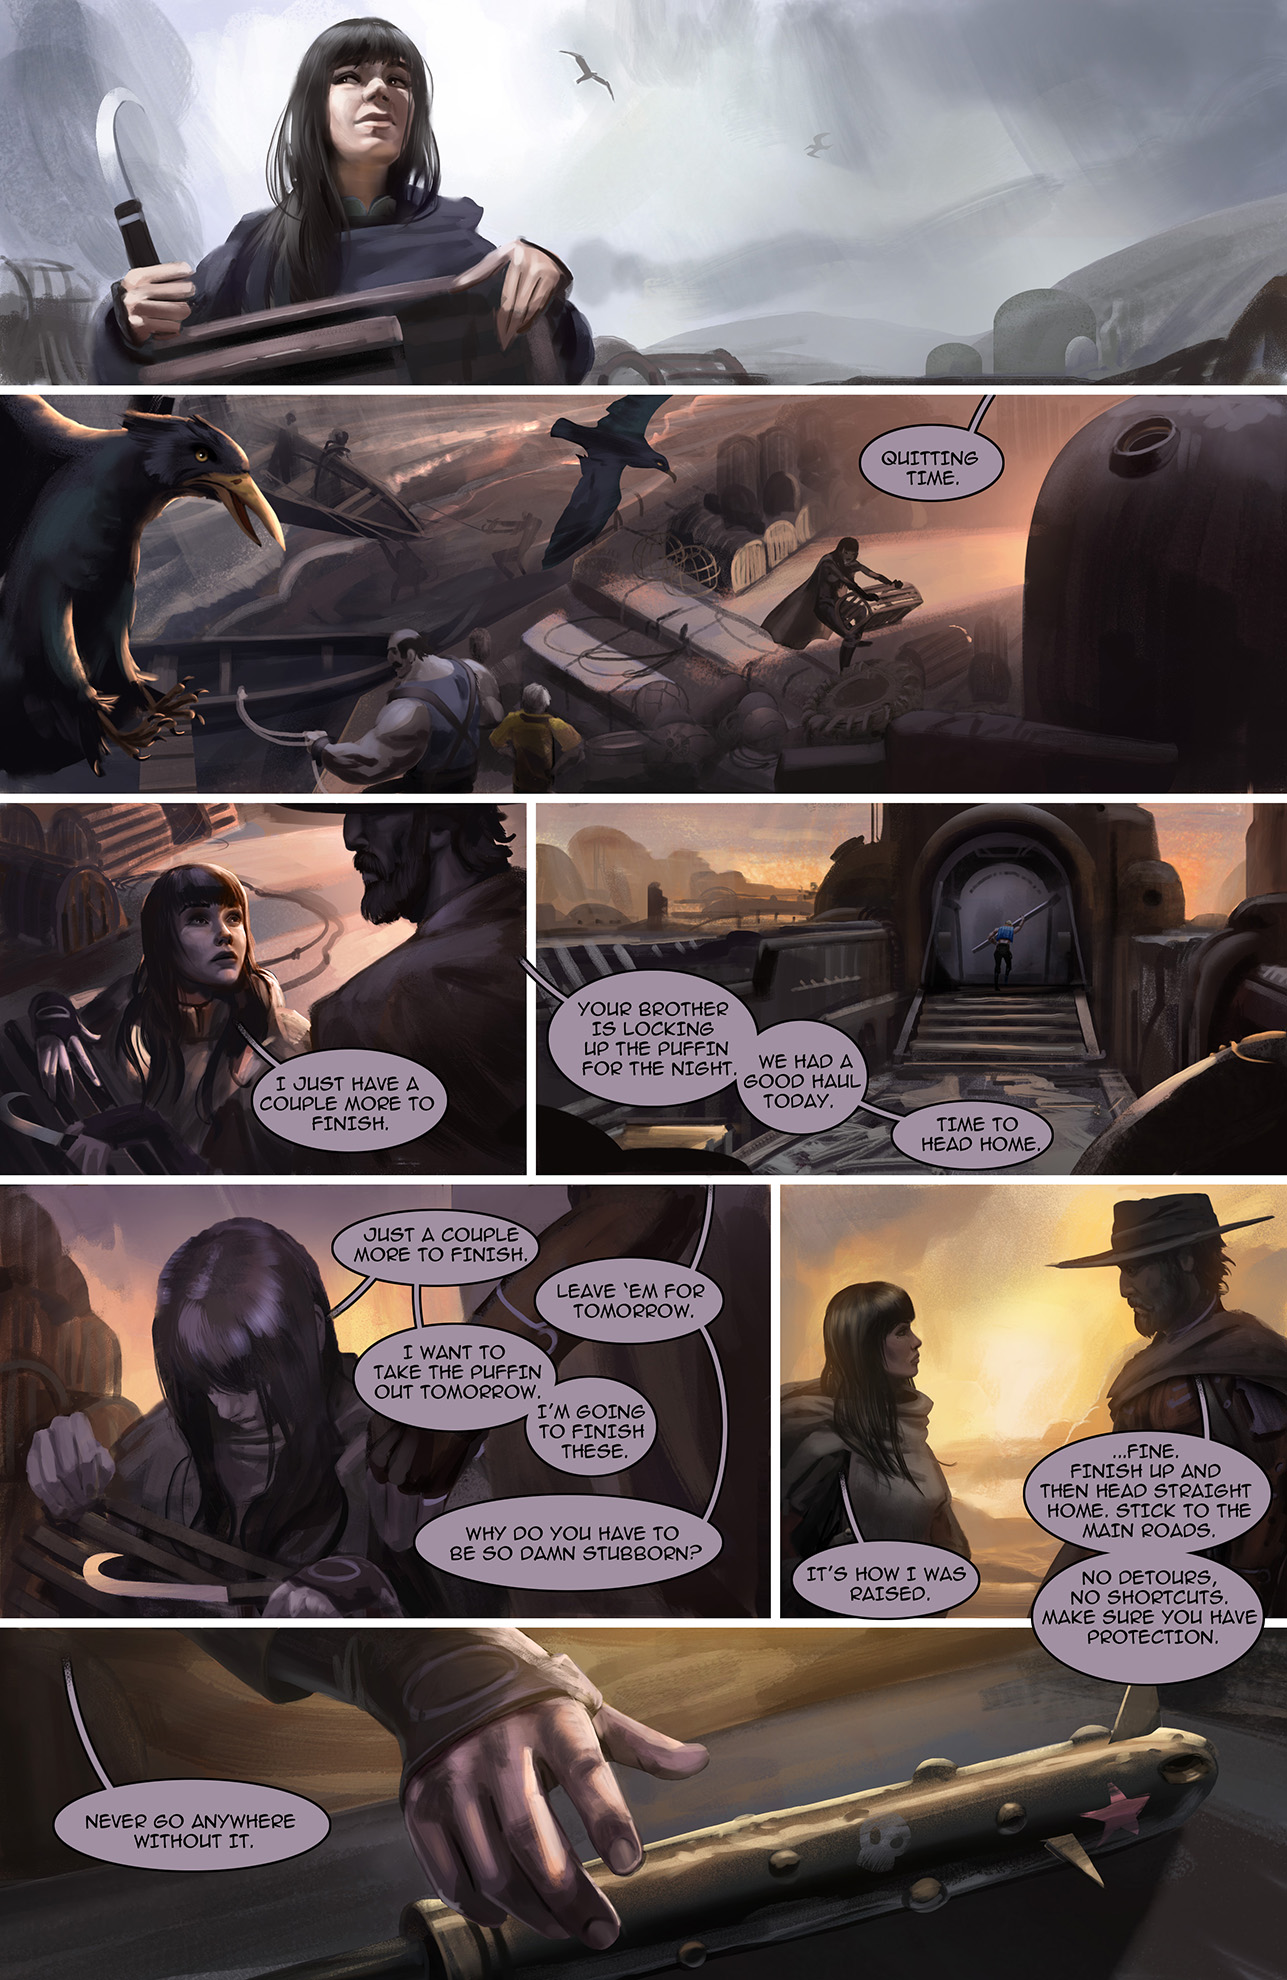 QUITTING
TIME.
I JUST HAVE A
COUPLE MORE TO
FINISH.
YOUR BROTHER
IS LOCKING
UP THE PUFFIN
FOR THE NIGHT.
WE HAD A
GOOD HAUL
TODAY.
TIME TO
HEAD HOME.
JUST A COUPLE
MORE TO FINISH.
LEAVE 'EM FOR
TOMORROW.
I WANT TO
TAKE THE PUFFIN
OUT TOMORROW.
I'M GOING
TO FINISH
THESE.
WHY DO YOU HAVE TO
BE SO DAMN STUBBORN?
IT'S HOW I WAS
RAISED.
...FINE.
FINISH UP AND
THEN HEAD STRAIGHT
HOME. STICK TO THE
MAIN ROADS.
NO DETOURS,
NO SHORTCUTS.
MAKE SURE YOU HAVE
PROTECTION.
NEVER GO ANYWHERE
WITHOUT IT.